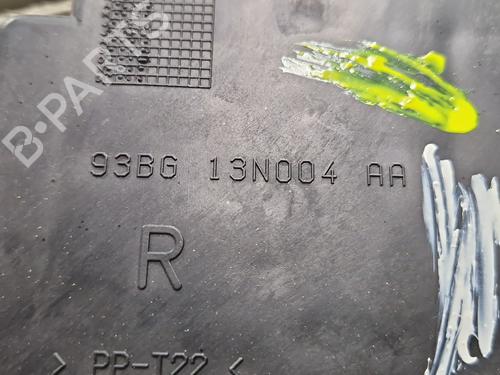 B-PARTS
93BG 13N004 AA
R
> PP-T22 <